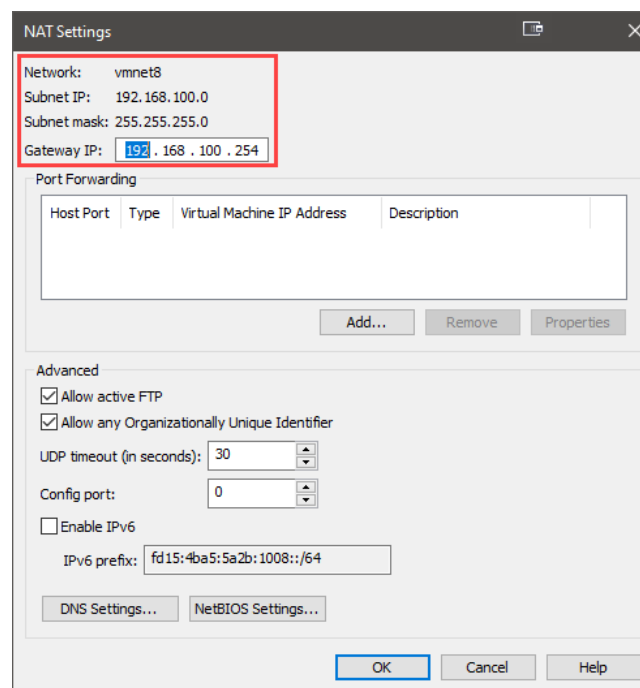 NAT Settings
Network: vmnet8
Subnet IP: 192.168.100.0
Subnet mask: 255.255.255.0
Gateway IP: 192 . 168 . 100 . 254
Port Forwarding
Host Port Type Virtual Machine IP Address Description
Add... Remove Properties
Advanced
Allow active FTP
Allow any Organizationally Unique Identifier
UDP timeout (in seconds): 30
Config port: 0
Enable IPv6
IPv6 prefix: fd15:4ba5:5a2b:1008::/64
DNS Settings... NetBIOS Settings...
OK Cancel Help